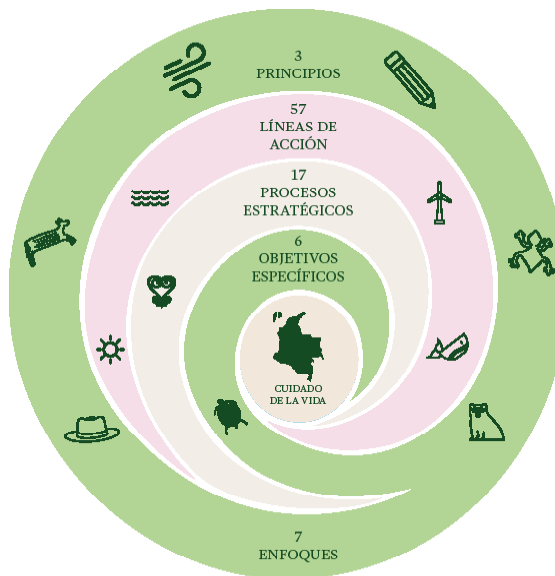 3
PRINCIPIOS
57
LÍNEAS DE
ACCIÓN
17
PROCESOS
ESTRATÉGICOS
6
OBJETIVOS
ESPECÍFICOS
CUIDADO
DE LA VIDA
7
ENFOQUES